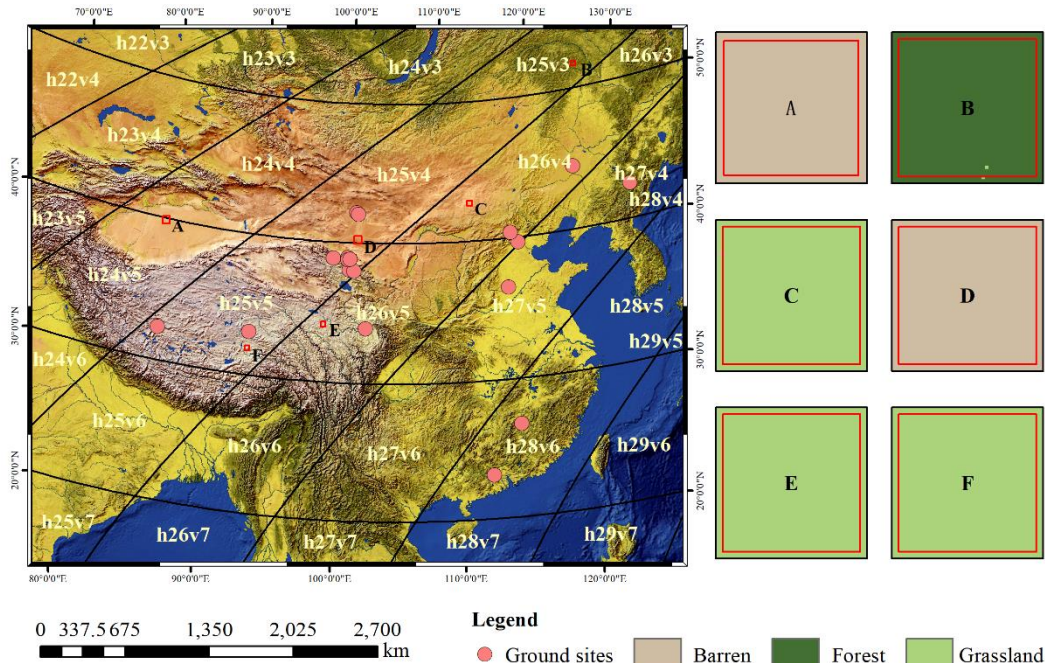 70°0'0"E 80°0'0"E 90°0'0"E 100°0'0"E 110°0'0"E 120°0'0"E 130°0'0"E
h22v3
h23v3
h24v3
h25v3
B
h26v3
50°0'0"N
h22v4
h23v4
h24v4
h25v4
h26v4
h27v4
h28v4
40°0'0"N
40°0'0"N
h23v5
A
C
D
h24v5
h25v5
h26v5
h27v5
h28v5
h29v5
E
F
30°0'0"N
30°0'0"N
h24v6
h25v6
h26v6
h27v6
h28v6
h29v6
20°0'0"N
20°0'0"N
h25v7
h26v7
h27v7
h28v7
h29v7
80°0'0"E 90°0'0"E 100°0'0"E 110°0'0"E 120°0'0"E
A
B
C
D
E
F
0 337.5 675 1,350 2,025 2,700
km
Legend
Ground sites Barren Forest Grassland